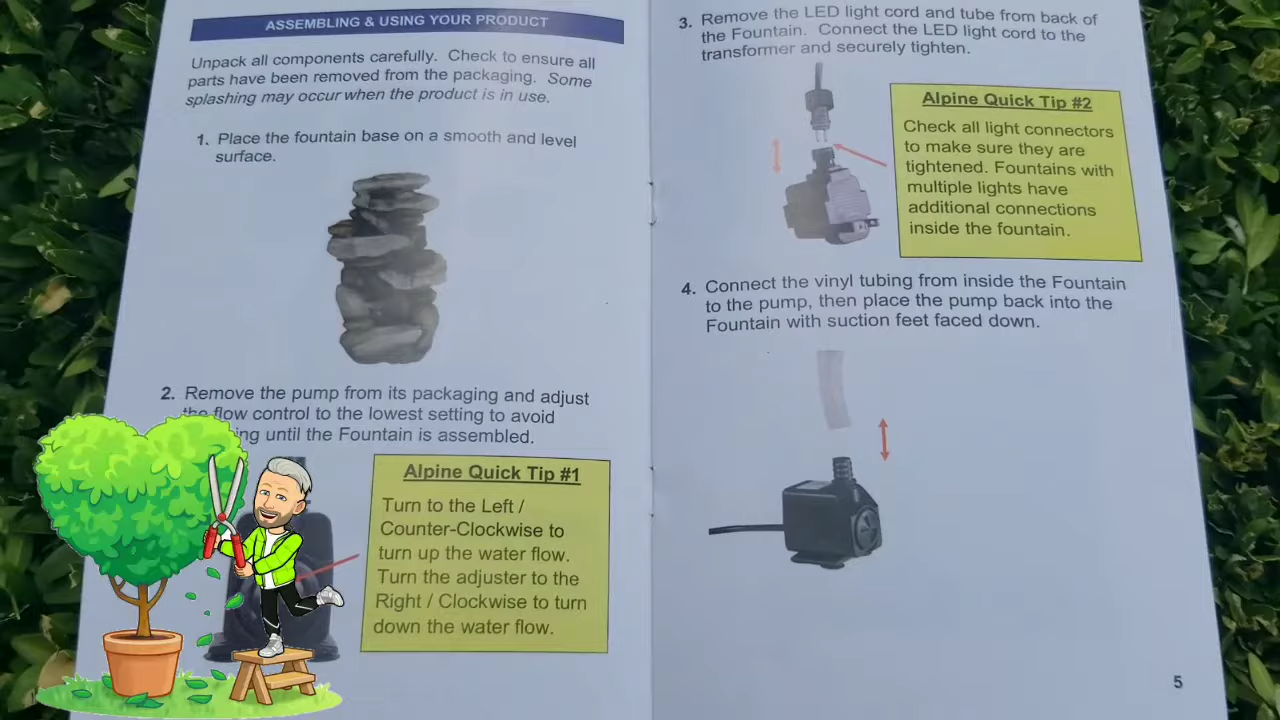 ASSEMBLING & USING YOUR PRODUCT
Unpack all components carefully. Check to ensure all
parts have been removed from the packaging. Some
splashing may occur when the product is in use.
1. Place the fountain base on a smooth and level
surface.
2. Remove the pump from its packaging and adjust
the flow control to the lowest setting to avoid
until the Fountain is assembled.
Alpine Quick Tip #1
Turn to the Left /
Counter-Clockwise to
turn up the water flow.
Turn the adjuster to the
Right / Clockwise to turn
down the water flow.
3. Remove the LED light cord and tube from back of
the Fountain. Connect the LED light cord to the
transformer and securely tighten.
Alpine Quick Tip #2
Check all light connectors
to make sure they are
tightened. Fountains with
multiple lights have
additional connections
inside the fountain.
4. Connect the vinyl tubing from inside the Fountain
to the pump, then place the pump back into the
Fountain with suction feet faced down.
5